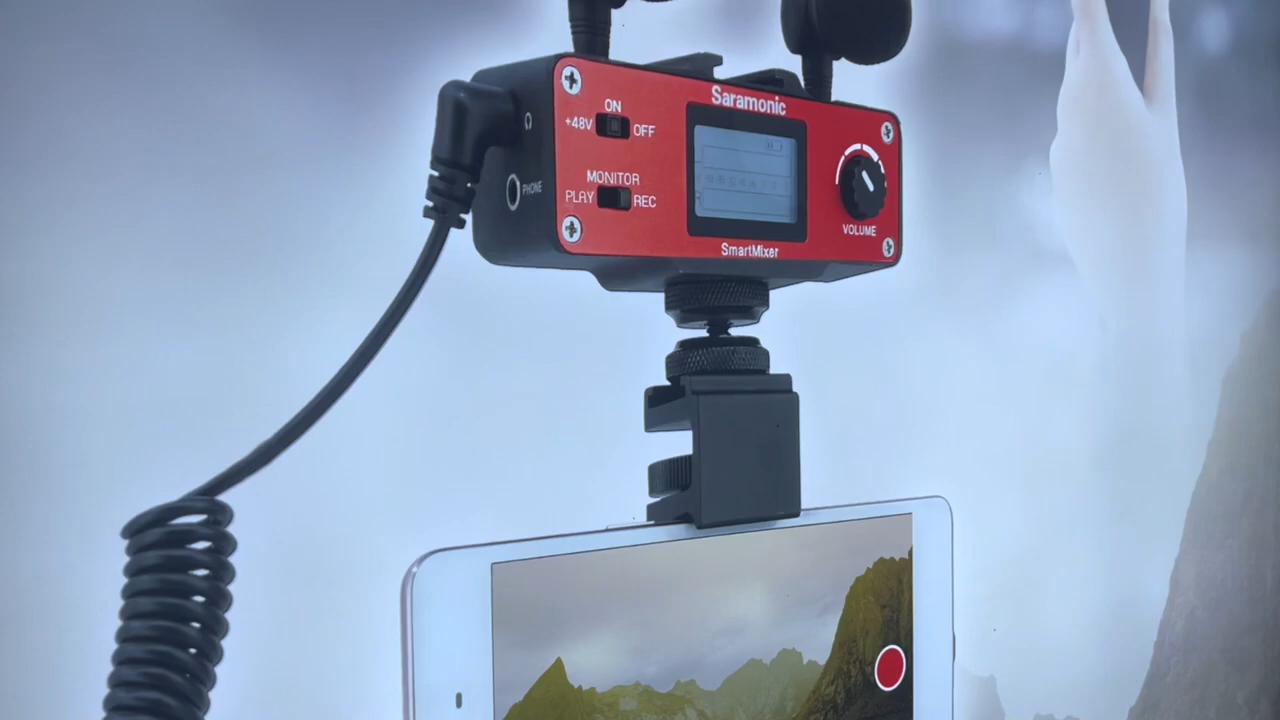 Saramonic
ON
+48V
OFF
MONITOR
PLAY
REC
PHONE
VOLUME
SmartMixer